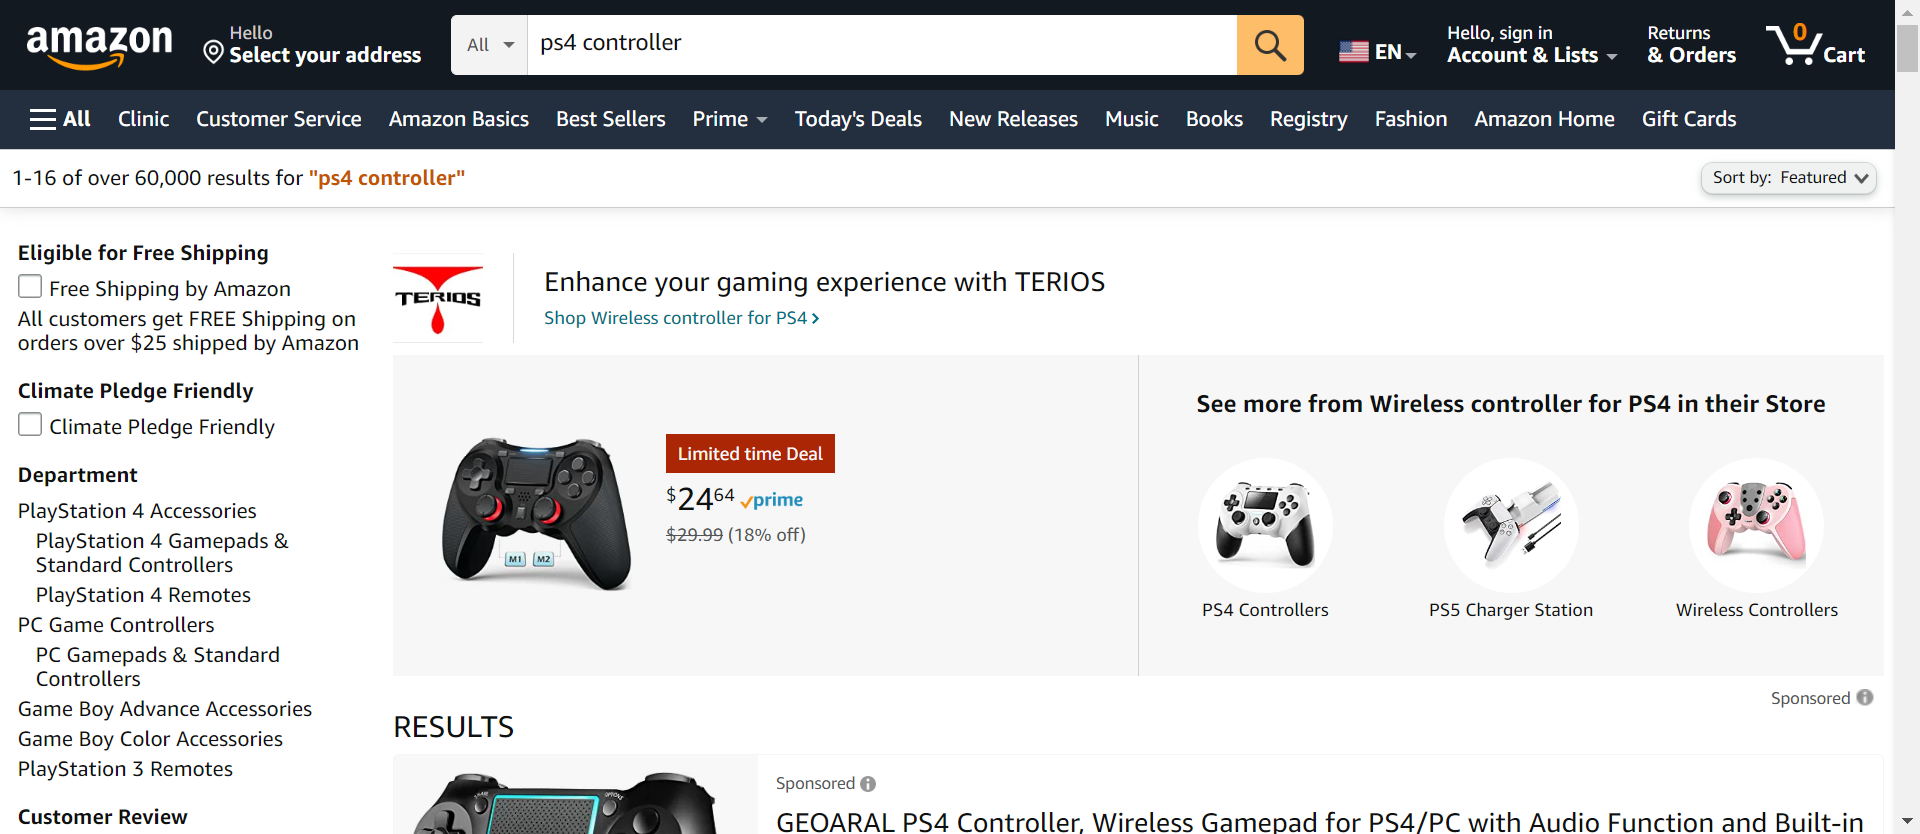 amazon
Hello
Select your address
All
ps4 controller
EN
Hello, sign in
Account & Lists
Returns
& Orders
0
Cart
All
Clinic
Customer Service
Amazon Basics
Best Sellers
Prime
Today's Deals
New Releases
Music
Books
Registry
Fashion
Amazon Home
Gift Cards
1-16 of over 60,000 results for "ps4 controller"
Sort by: Featured
Eligible for Free Shipping
Free Shipping by Amazon
All customers get FREE Shipping on
orders over $25 shipped by Amazon
Climate Pledge Friendly
Climate Pledge Friendly
Department
PlayStation 4 Accessories
PlayStation 4 Gamepads &
Standard Controllers
PlayStation 4 Remotes
PC Game Controllers
PC Gamepads & Standard
Controllers
Game Boy Advance Accessories
Game Boy Color Accessories
PlayStation 3 Remotes
Customer Review
TERIOS
Enhance your gaming experience with TERIOS
Shop Wireless controller for PS4 ›
M1
M2
Limited time Deal
$24.64 prime
$29.99 (18% off)
See more from Wireless controller for PS4 in their Store
PS4 Controllers
PS5 Charger Station
Wireless Controllers
Sponsored
RESULTS
SHARE
OPTIONS
Sponsored
GEOARAL PS4 Controller, Wireless Gamepad for PS4/PC with Audio Function and Built-in